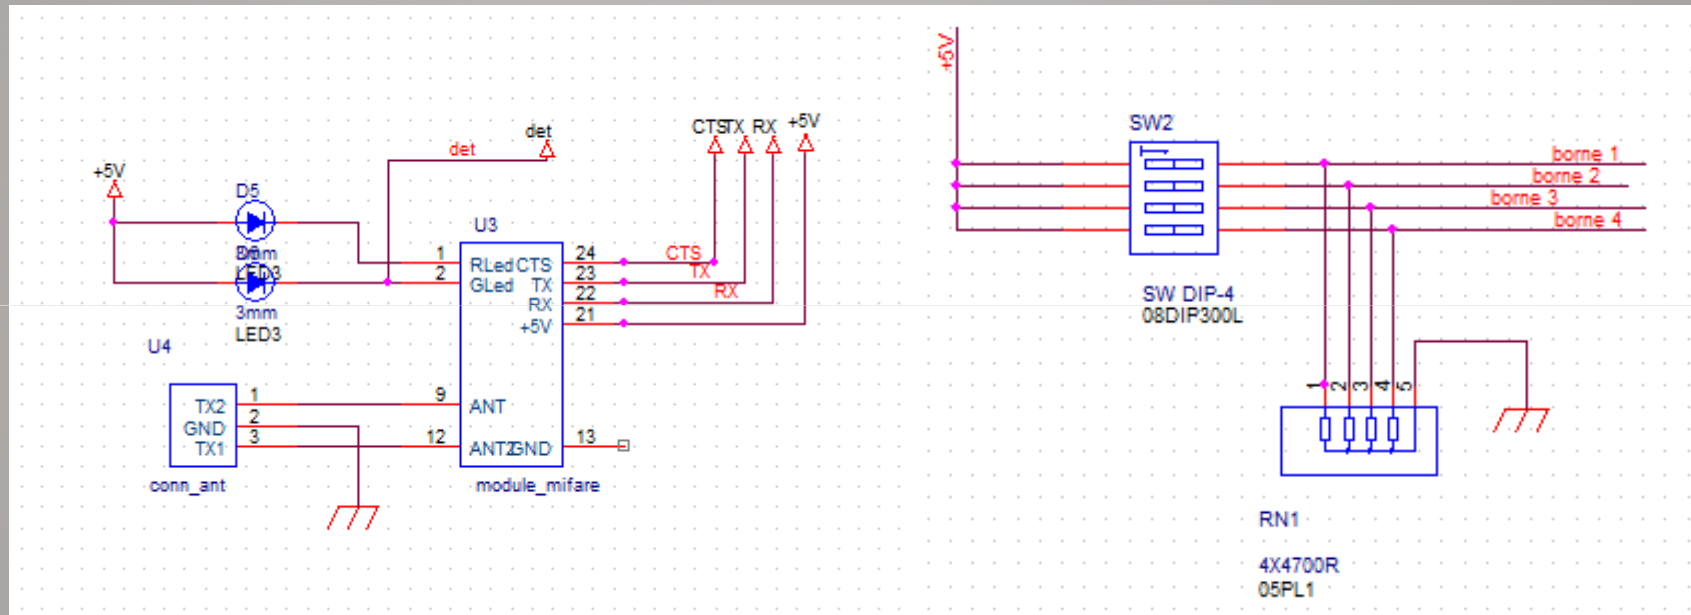 +5V
det
det
CTS
TX
RX
+5V
D5
3mm
LED3
3mm
LED3
U3
1
2
RLed
GLed
CTS
TX
RX
+5V
24
23
22
21
CTS
TX
RX
U4
TX2
GND
TX1
1
2
3
conn_ant
9
12
ANT
ANT2
GND
13
module_mifare
+5V
SW2
SW DIP-4
08DIP300L
borne 1
borne 2
borne 3
borne 4
1
2
3
4
5
RN1
4X4700R
05PL1